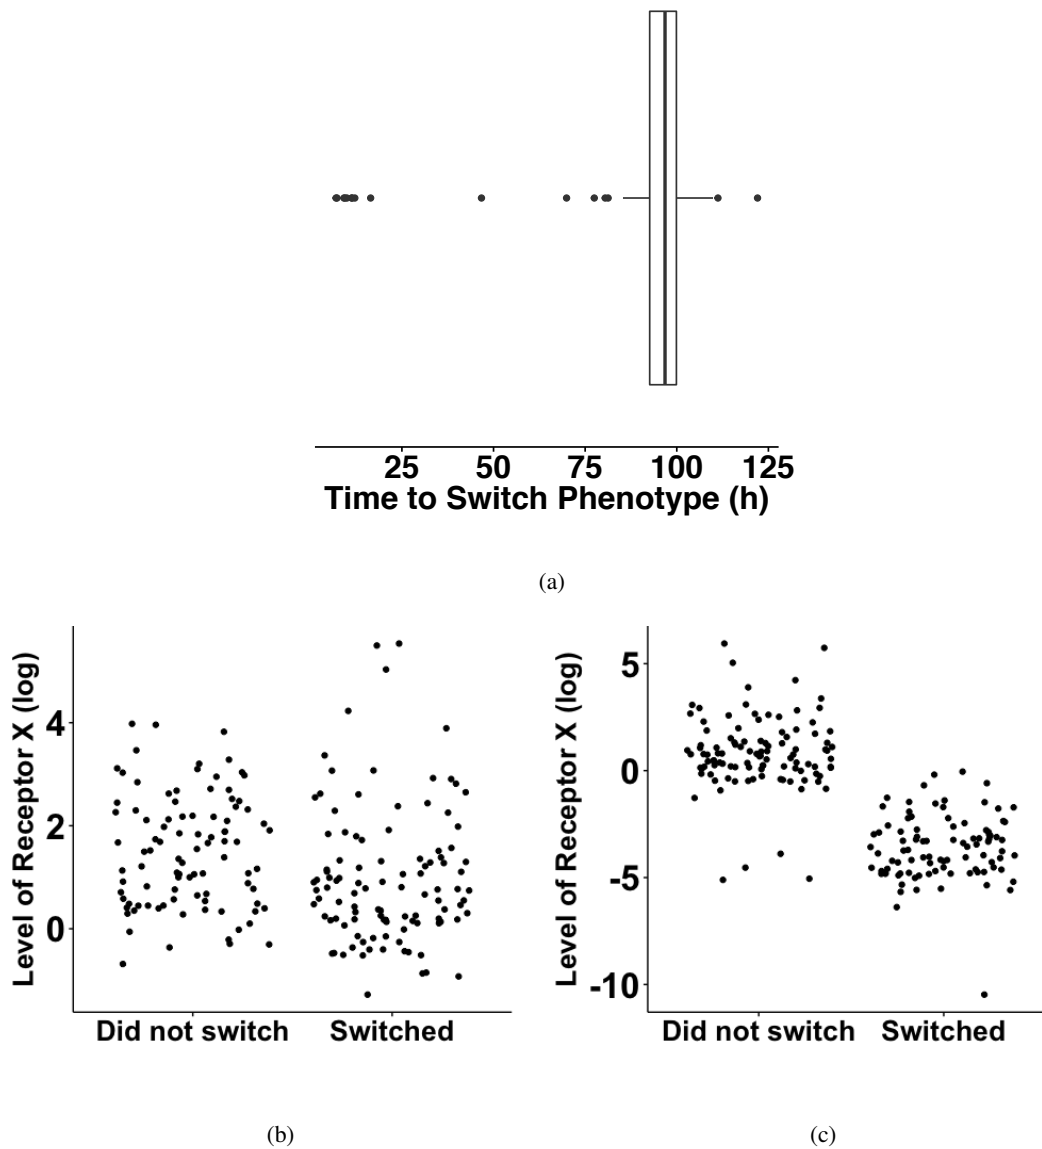 25 50 75 100 125
Time to Switch Phenotype (h)
(a)
Level of Receptor X (log)
4
2
0
Did not switch Switched
(b)
Level of Receptor X (log)
5
0
-5
-10
Did not switch Switched
(c)